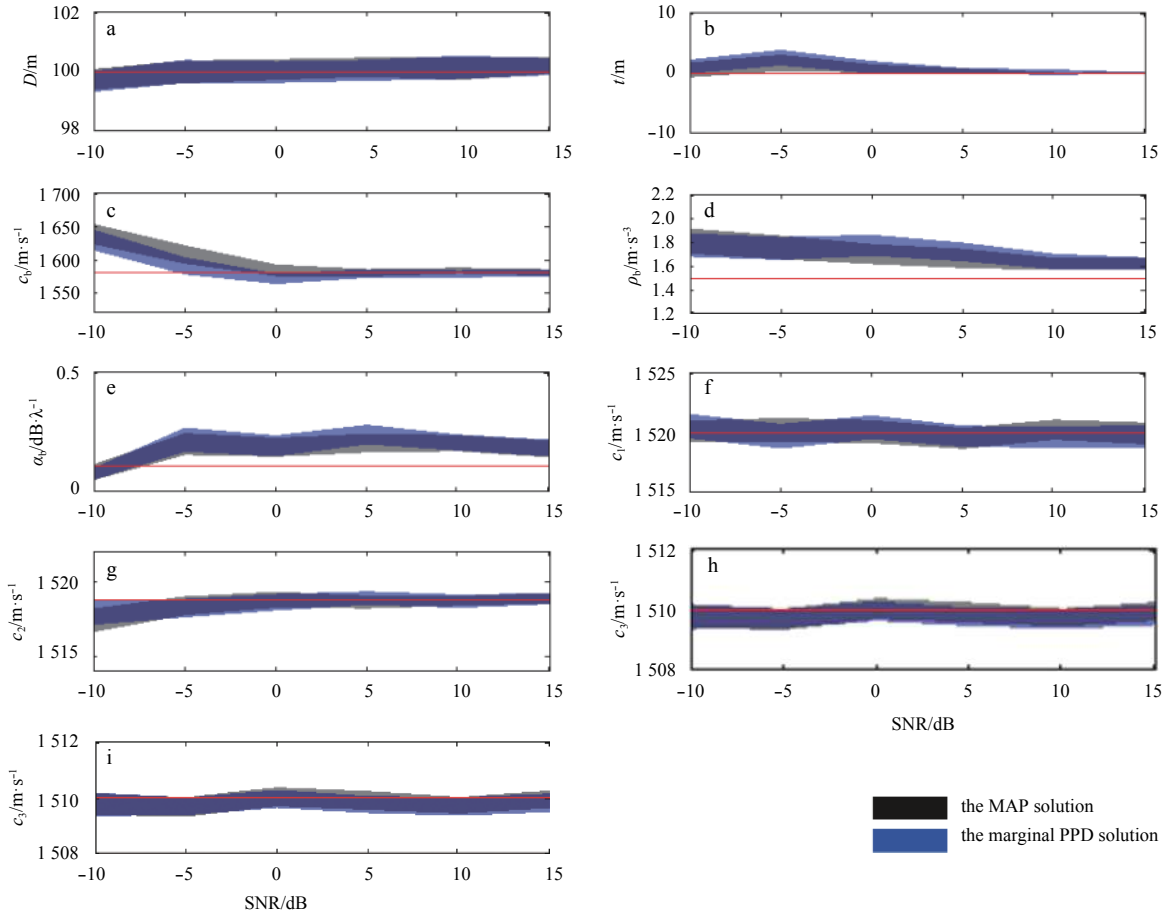 a
D/m
102
100
98
−10 −5 0 5 10 15
b
t/m
10
0
−10
−10 −5 0 5 10 15
c
c_b/m·s⁻¹
1 700
1 650
1 600
1 550
−10 −5 0 5 10 15
d
ρ_b/m·s⁻³
2.2
2.0
1.8
1.6
1.4
1.2
−10 −5 0 5 10 15
e
α_b/dB·λ⁻¹
0.5
0
−10 −5 0 5 10 15
f
c₁/m·s⁻¹
1 525
1 520
1 515
−10 −5 0 5 10 15
g
c₂/m·s⁻¹
1 520
1 515
−10 −5 0 5 10 15
h
c₃/m·s⁻¹
1 512
1 510
1 508
−10 −5 0 5 10 15
SNR/dB
i
c₃/m·s⁻¹
1 512
1 510
1 508
−10 −5 0 5 10 15
SNR/dB
the MAP solution
the marginal PPD solution